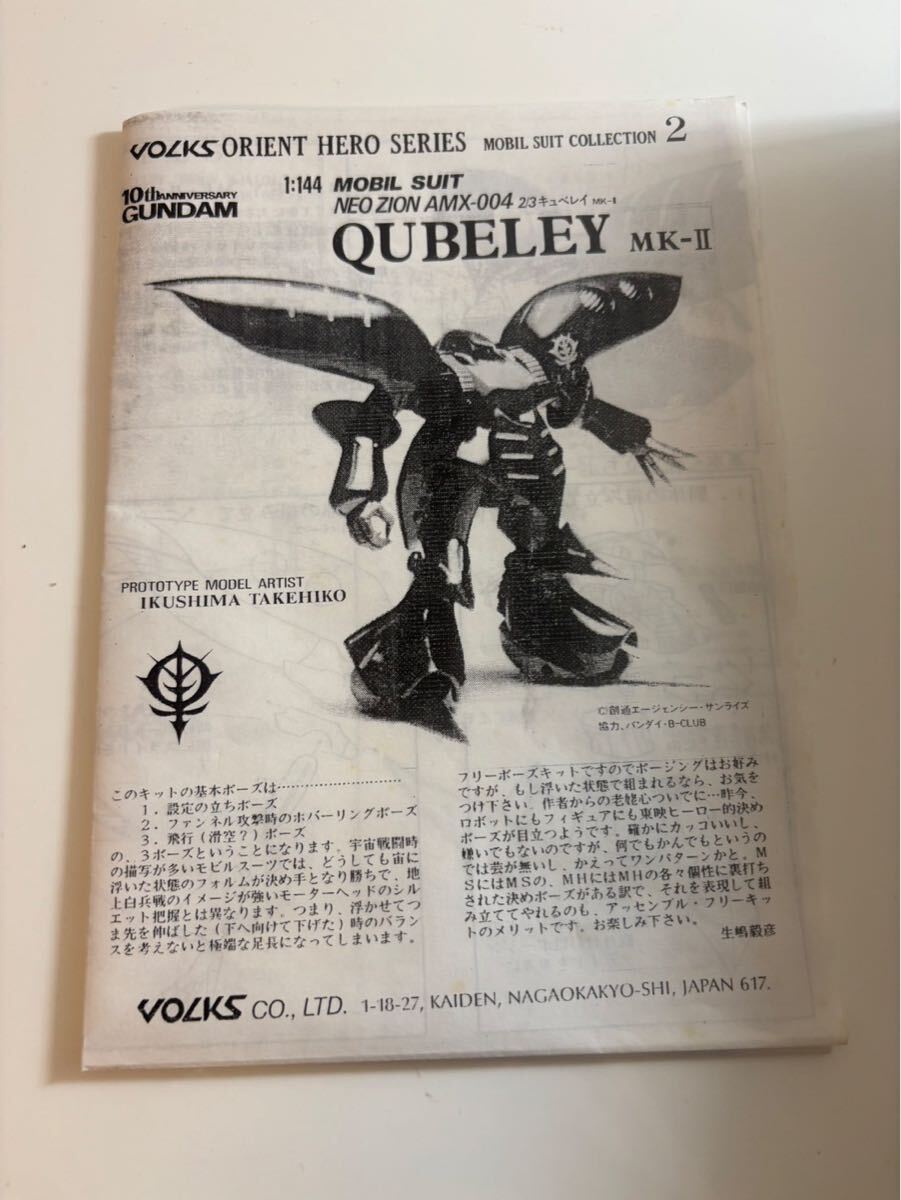 VOLKS ORIENT HERO SERIES MOBIL SUIT COLLECTION 2
10th ANNIVERSARY
GUNDAM
1:144 MOBIL SUIT
NEO ZION AMX-004 2/3キュベレイ MK-Ⅱ
QUBELEY MK-Ⅱ
PROTOTYPE MODEL ARTIST
IKUSHIMA TAKEHIKO
©創通エージェンシー・サンライズ
協力、バンダイ・B-CLUB
このキットの基本ポーズは…………………………
1．設定の立ちポーズ
2．ファンネル攻撃時のホバーリングポーズ
3．飛行（滑空？）ポーズ
の、3ポーズということになります。宇宙戦闘時
の描写が多いモビルスーツでは、どうしても宙に
浮いた状態のフォルムが決め手となり勝ちで、地
上白兵戦のイメージが強いモーターヘッドのシル
エット把握とは異なります。つまり、浮かせてつ
ま先を伸ばした（下へ向けて下げた）時のバラン
スを考えないと極端な足長になってしまいます。
フリーポーズキットですのでポージングはお好み
ですが、もし浮いた状態で組まれるなら、お気を
つけ下さい。作者からの老婆心ついでに…昨今、
ロボットにもフィギュアにも東映ヒーロー的決め
ポーズが目立つようです。確かにカッコいいし、
嫌いでもないのですが、何でもかんでもというの
では芸が無いし、かえってワンパターンかと。M
SにはMSの、MHにはMHの各々個性に裏打ち
された決めポーズがある訳で、それを表現して組
み立ててやれるのも、アッセンブル・フリーキッ
トのメリットです。お楽しみ下さい。
生嶋毅彦
VOLKS CO., LTD. 1-18-27, KAIDEN, NAGAOKAKYO-SHI, JAPAN 617.